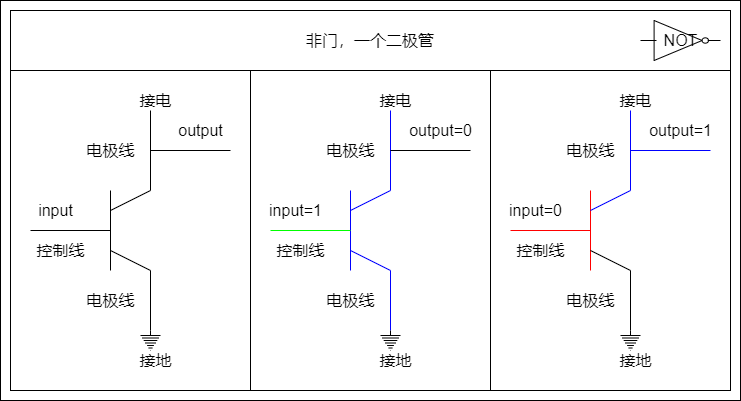 非门，一个二极管
NOT
接电
output
电极线
input
控制线
电极线
接地
接电
output=0
电极线
input=1
控制线
电极线
接地
接电
output=1
电极线
input=0
控制线
电极线
接地